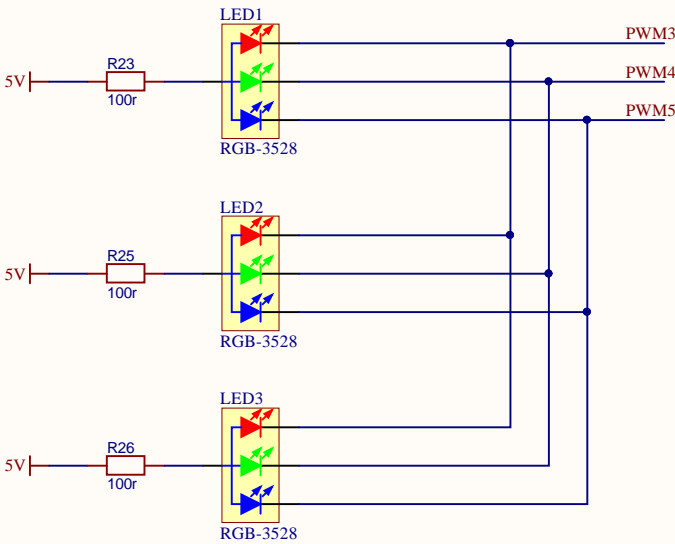 LED1
PWM3
R23
5V
PWM4
100r
PWM5
RGB-3528
LED2
R25
5V
100r
RGB-3528
LED3
R26
5V
100r
RGB-3528